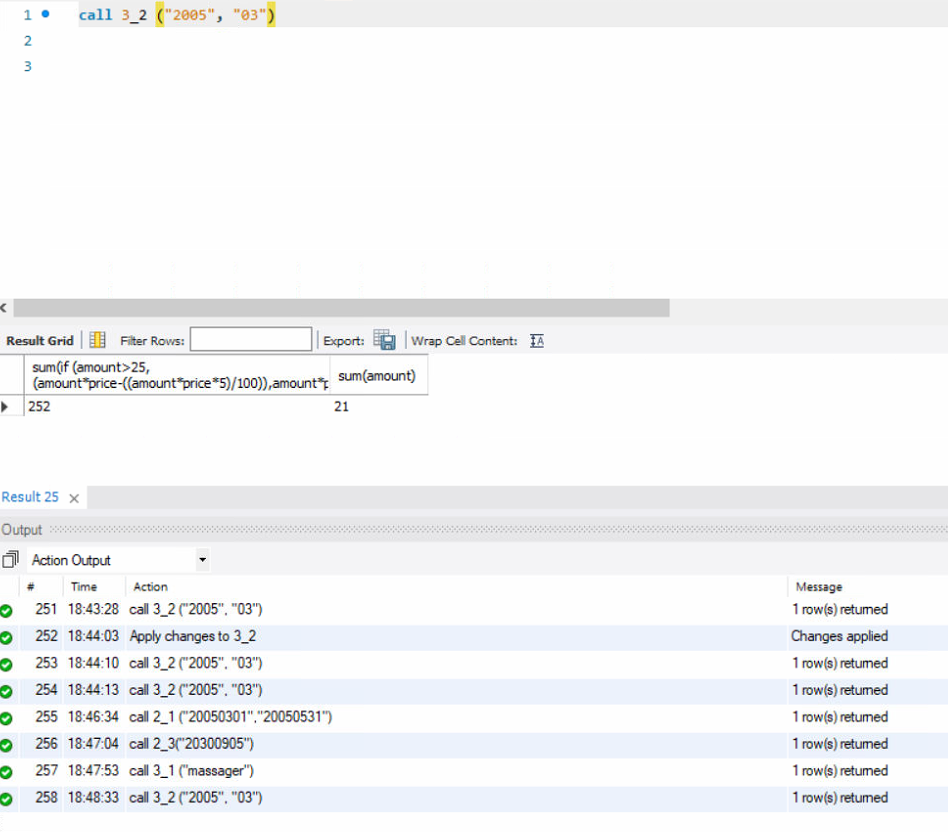 1 call 3_2 ("2005", "03")
2
3
Result Grid Filter Rows: Export: Wrap Cell Content:
sum(if (amount>25,
(amount*price-((amount*price*5)/100)),amount*p sum(amount)
252 21
Result 25
Output
Action Output
# Time Action Message
251 18:43:28 call 3_2 ("2005", "03") 1 row(s) returned
252 18:44:03 Apply changes to 3_2 Changes applied
253 18:44:10 call 3_2 ("2005", "03") 1 row(s) returned
254 18:44:13 call 3_2 ("2005", "03") 1 row(s) returned
255 18:46:34 call 2_1 ("20050301","20050531") 1 row(s) returned
256 18:47:04 call 2_3("20300905") 1 row(s) returned
257 18:47:53 call 3_1 ("massager") 1 row(s) returned
258 18:48:33 call 3_2 ("2005", "03") 1 row(s) returned